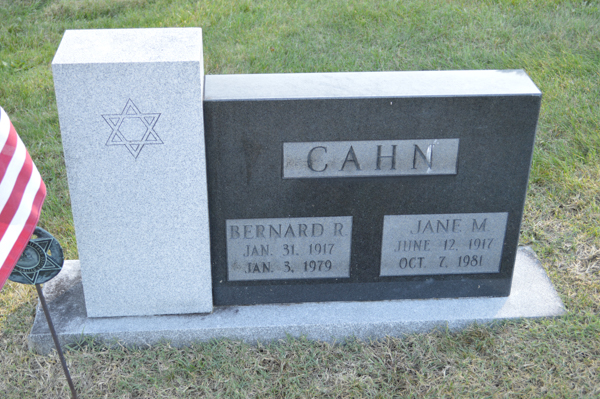 CAHN
BERNARD R.
JAN. 31. 1917
JAN. 3. 1979
JANE M.
JUNE 12. 1917
OCT. 7. 1981